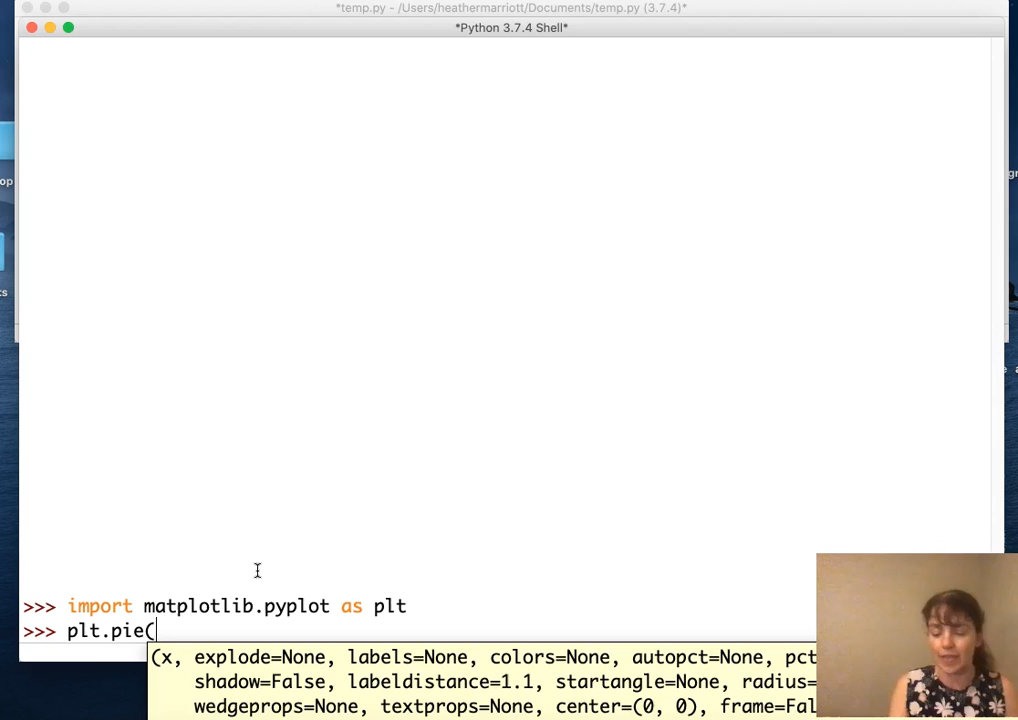 *temp.py - /Users/heathermarriott/Documents/temp.py (3.7.4)*
*Python 3.7.4 Shell*
>>> import matplotlib.pyplot as plt
>>> plt.pie(
(x, explode=None, labels=None, colors=None, autopct=None, pct
shadow=False, labeldistance=1.1, startangle=None, radius=
wedgeprops=None, textprops=None, center=(0, 0), frame=Fal